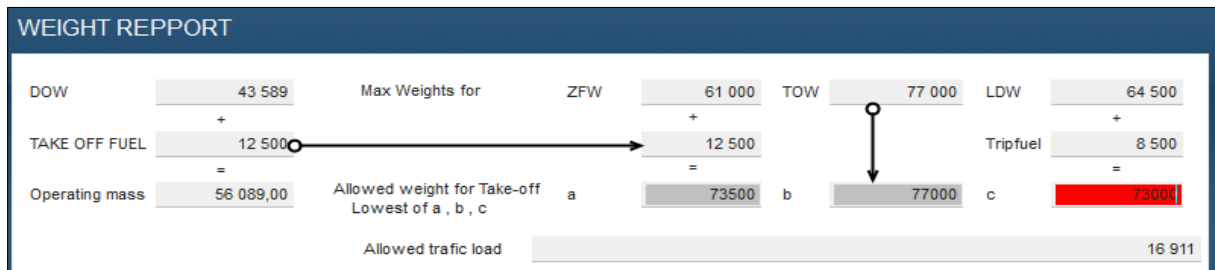 WEIGHT REPPORT
DOW 43 589 Max Weights for ZFW 61 000 TOW 77 000 LDW 64 500
+ + +
TAKE OFF FUEL 12 500 12 500 Tripfuel 8 500
= = =
Operating mass 56 089,00 Allowed weight for Take-off a 73500 b 77000 c 73000
Lowest of a , b , c
Allowed trafic load 16 911